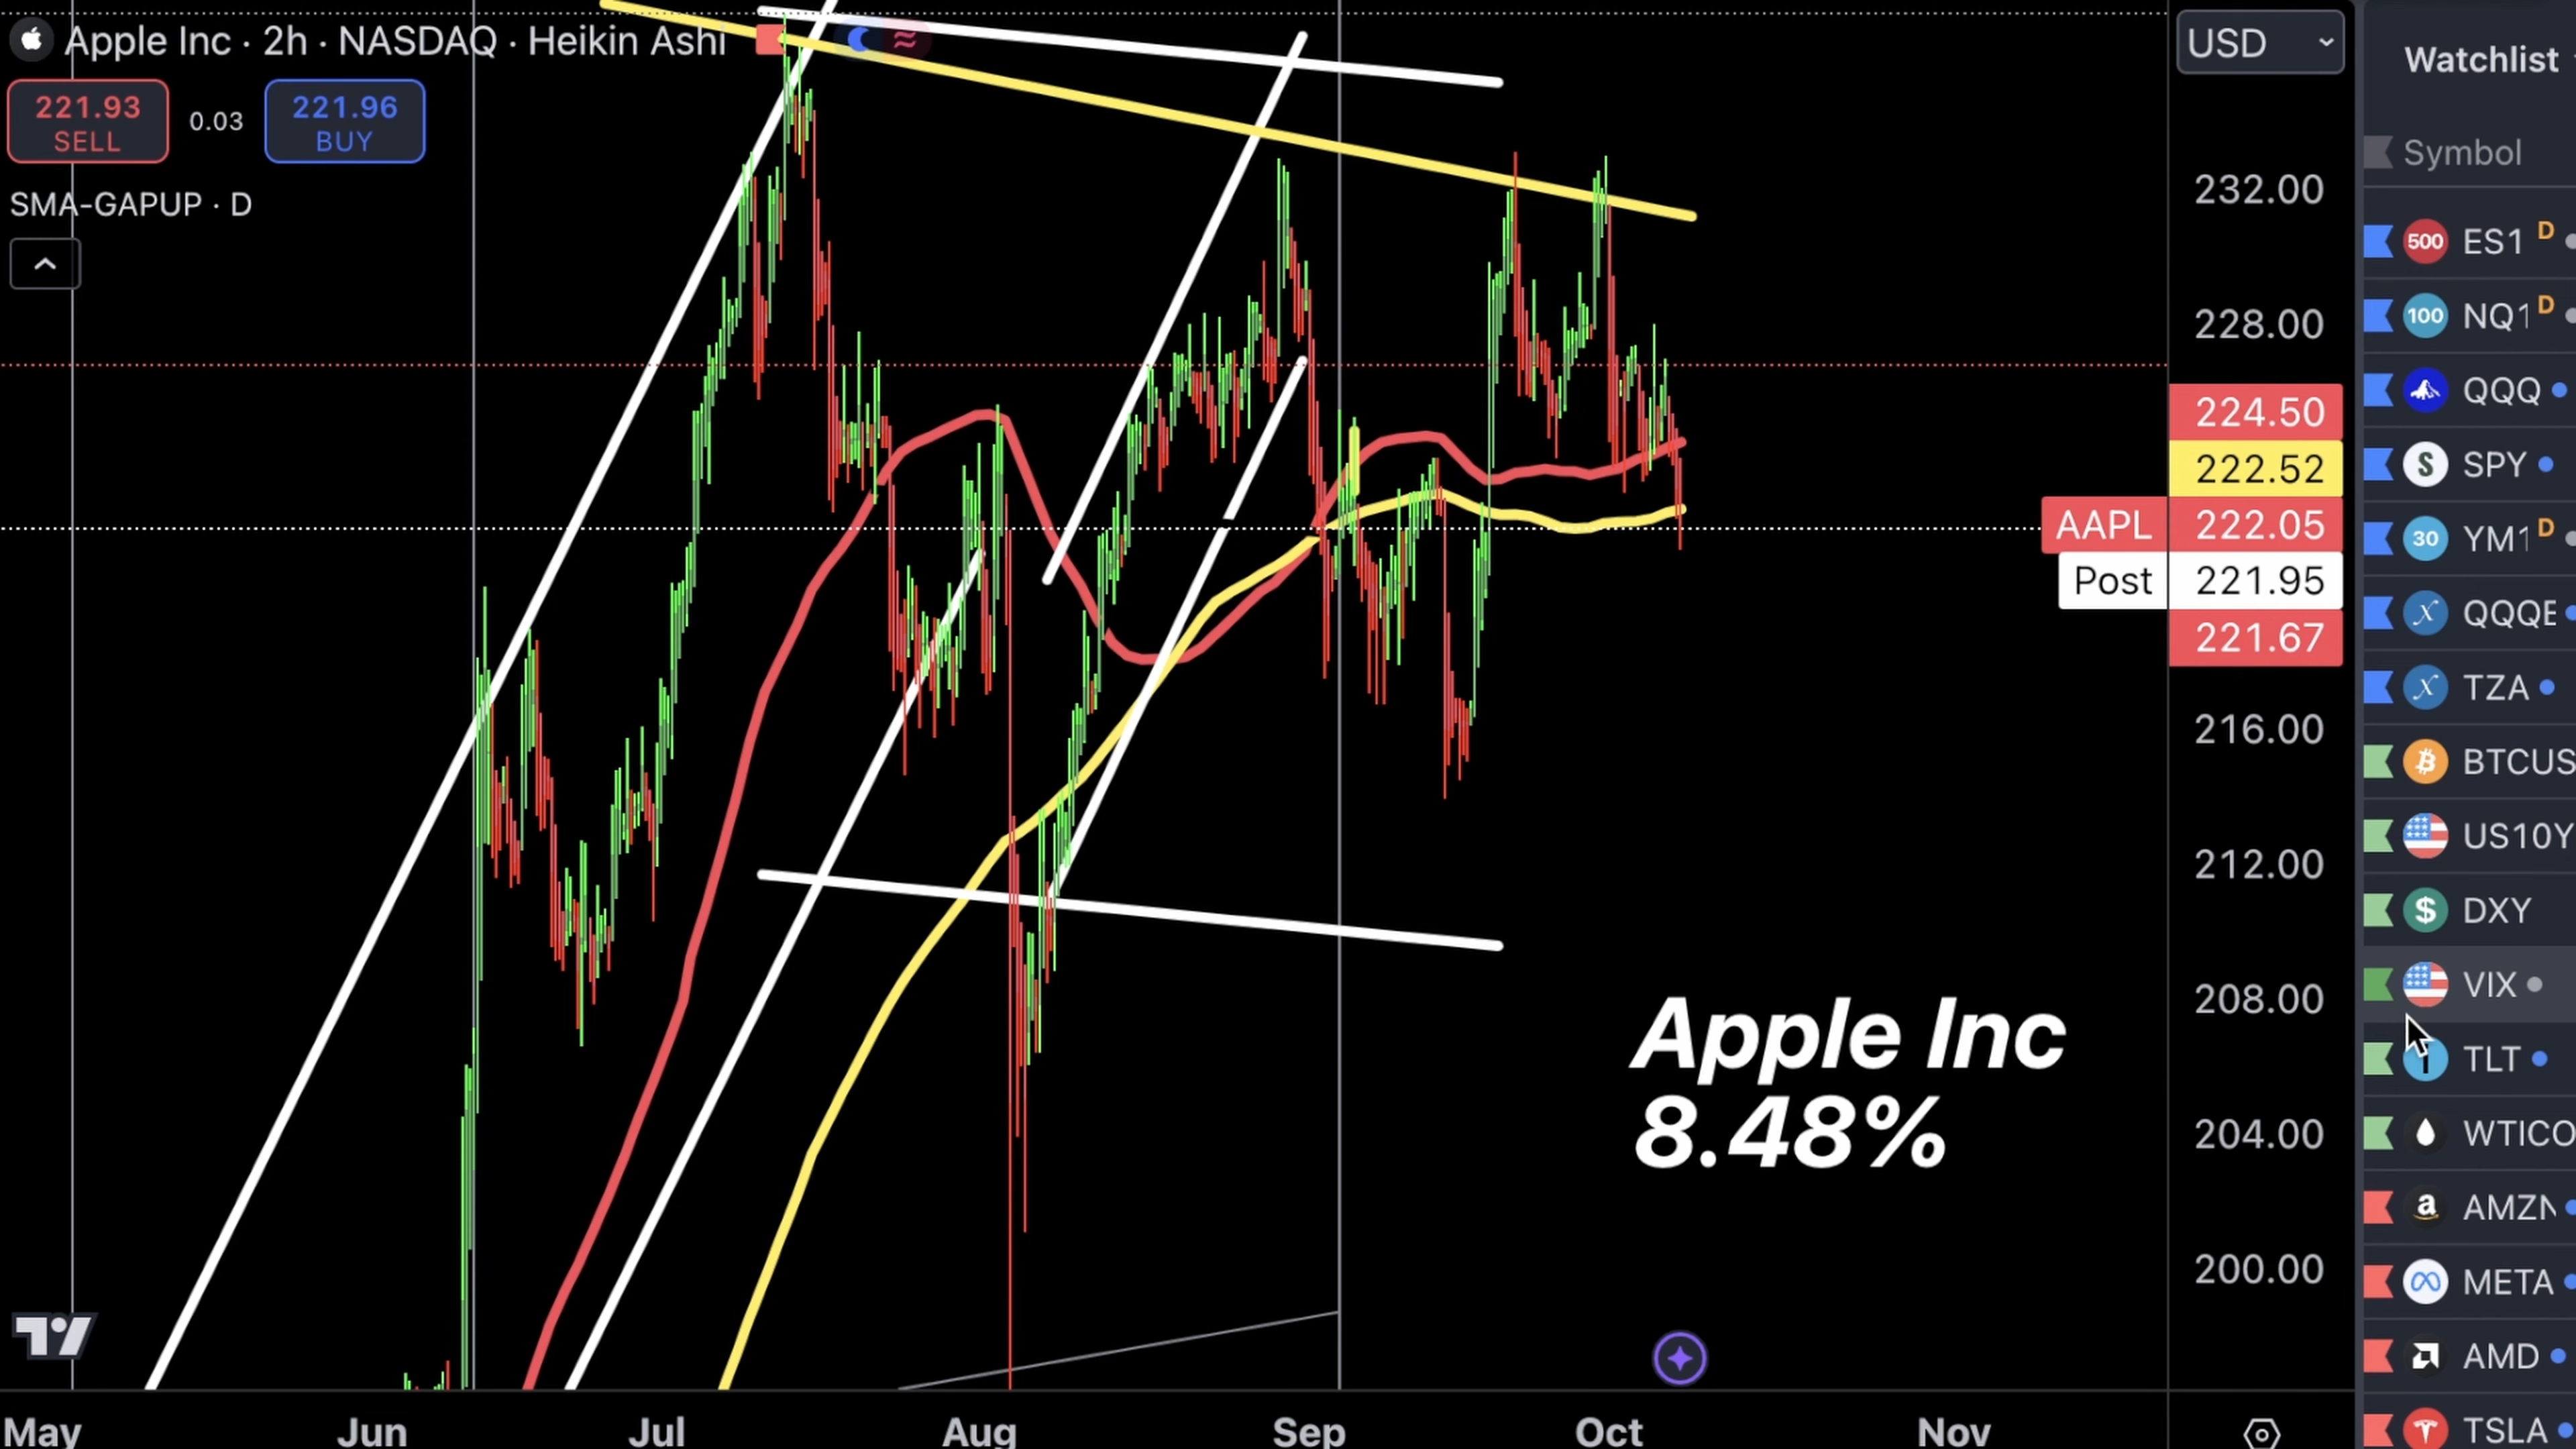 Apple Inc · 2h · NASDAQ · Heikin Ashi
221.93
SELL
0.03
221.96
BUY
SMA-GAPUP · D
USD
232.00
228.00
224.50
222.52
AAPL 222.05
Post 221.95
221.67
216.00
212.00
208.00
204.00
200.00
Apple Inc
8.48%
May Jun Jul Aug Sep Oct Nov
Watchlist
Symbol
500 ES1 D
100 NQ1 D
QQQ
S SPY
30 YM1 D
X QQQE
X TZA
BTCUS
US10Y
$ DXY
VIX
TLT
WTICO
a AMZN
META
AMD
TSLA